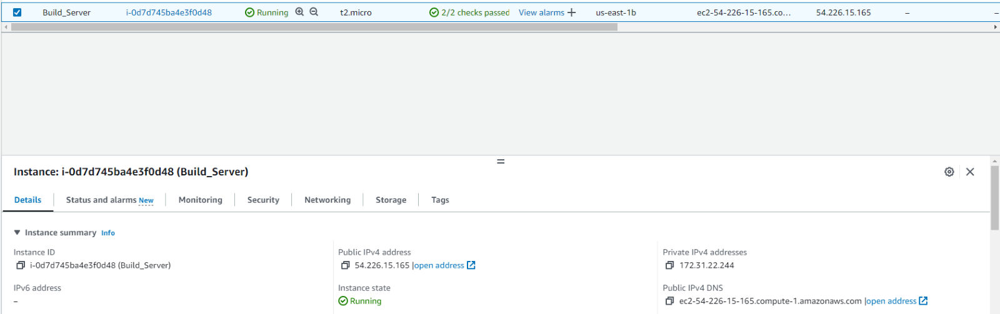 Build_Server i-0d7d745ba4e3f0d48 Running t2.micro 2/2 checks passed View alarms + us-east-1b ec2-54-226-15-165.co... 54.226.15.165 – –
Instance: i-0d7d745ba4e3f0d48 (Build_Server)
Details Status and alarms New Monitoring Security Networking Storage Tags
Instance summary Info
Instance ID Public IPv4 address Private IPv4 addresses
i-0d7d745ba4e3f0d48 (Build_Server) 54.226.15.165 |open address 172.31.22.244
IPv6 address Instance state Public IPv4 DNS
– Running ec2-54-226-15-165.compute-1.amazonaws.com |open address